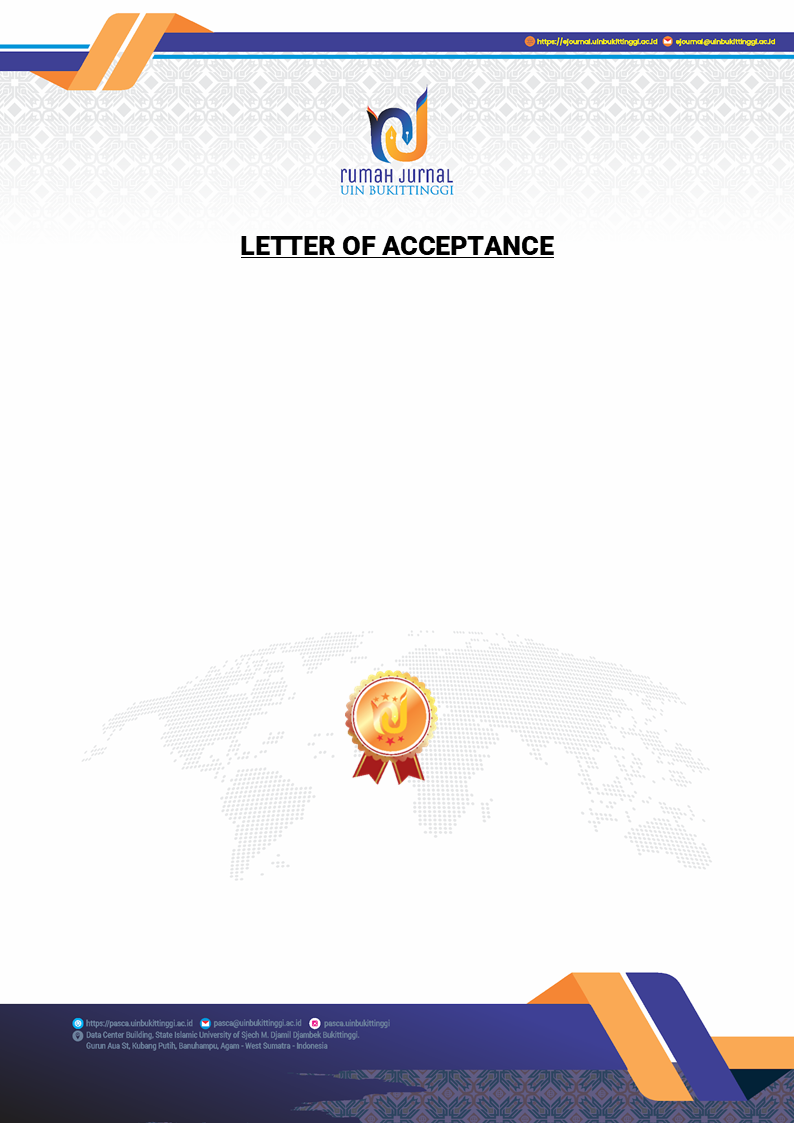 https://ejournal.uinbukittinggi.ac.id ejournal@uinbukittinggi.ac.id
rumah jurnal
UIN BUKITTINGGI
LETTER OF ACCEPTANCE
https://pasca.uinbukittinggi.ac.id pasca@uinbukittinggi.ac.id pasca.uinbukittinggi
Data Center Building, State Islamic University of Sjech M. Djamil Djambek Bukittinggi.
Gurun Aua St, Kubang Putih, Banuhampu, Agam - West Sumatra - Indonesia